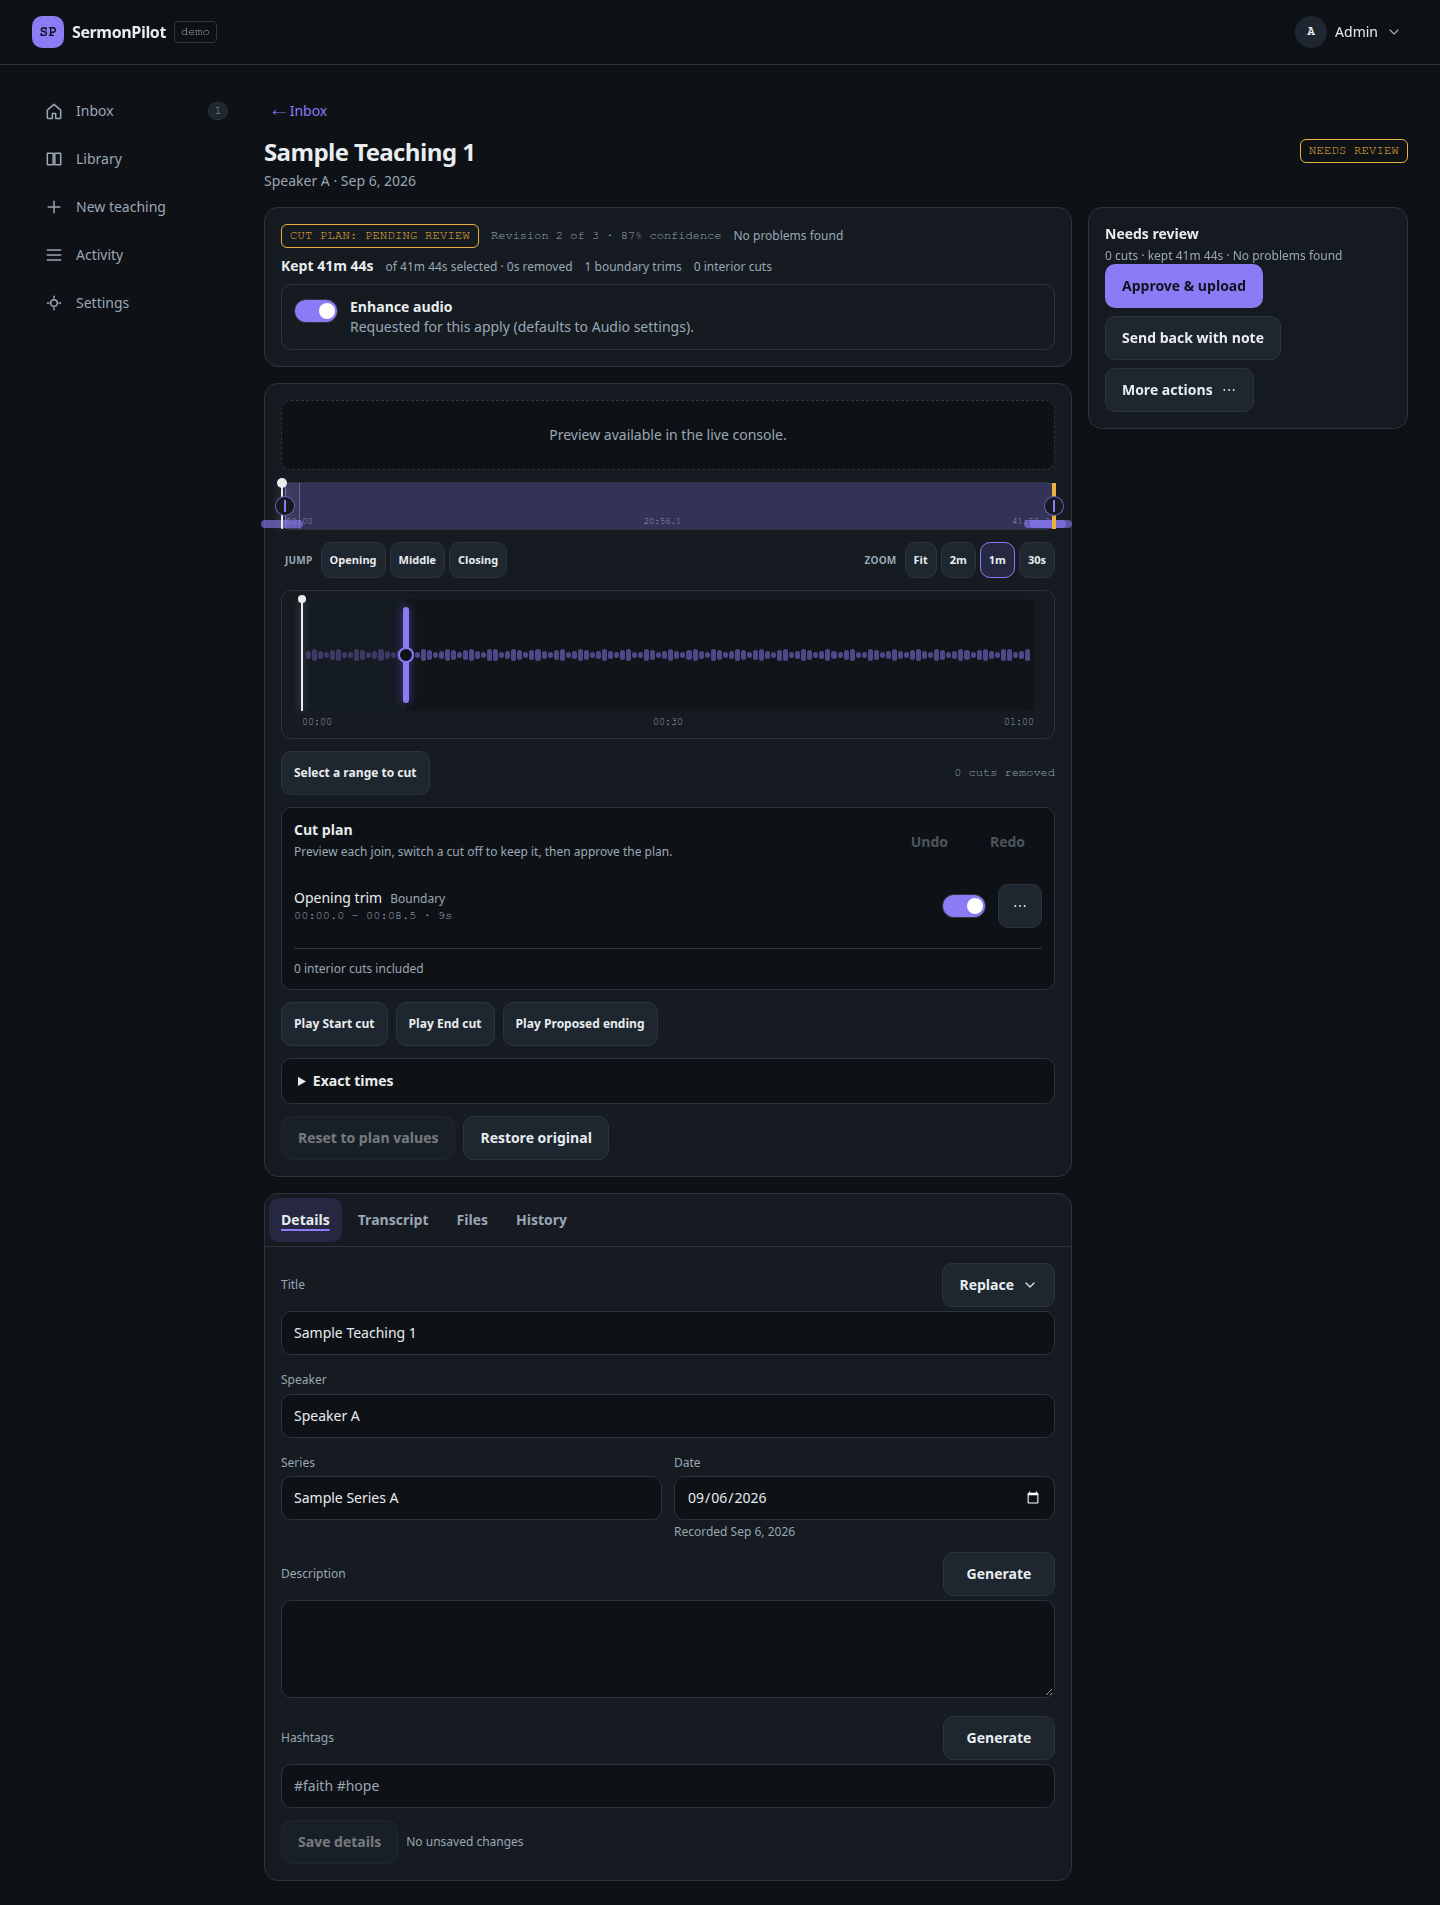 SP SermonPilot demo
A Admin
Inbox 1
Library
New teaching
Activity
Settings
← Inbox
Sample Teaching 1
NEEDS REVIEW
Speaker A · Sep 6, 2026
CUT PLAN: PENDING REVIEW Revision 2 of 3 · 87% confidence No problems found
Kept 41m 44s of 41m 44s selected · 0s removed 1 boundary trims 0 interior cuts
Enhance audio
Requested for this apply (defaults to Audio settings).
Needs review
0 cuts · kept 41m 44s · No problems found
Approve & upload
Send back with note
More actions ···
Preview available in the live console.
20:56.1
JUMP Opening Middle Closing
ZOOM Fit 2m 1m 30s
00:00 00:30 01:00
Select a range to cut
0 cuts removed
Cut plan
Preview each join, switch a cut off to keep it, then approve the plan.
Undo Redo
Opening trim Boundary
00:00.0 – 00:08.5 · 9s
···
0 interior cuts included
Play Start cut Play End cut Play Proposed ending
Exact times
Reset to plan values Restore original
Details Transcript Files History
Title
Replace
Sample Teaching 1
Speaker
Speaker A
Series
Sample Series A
Date
09/06/2026
Recorded Sep 6, 2026
Description
Generate
Hashtags
Generate
#faith #hope
Save details No unsaved changes